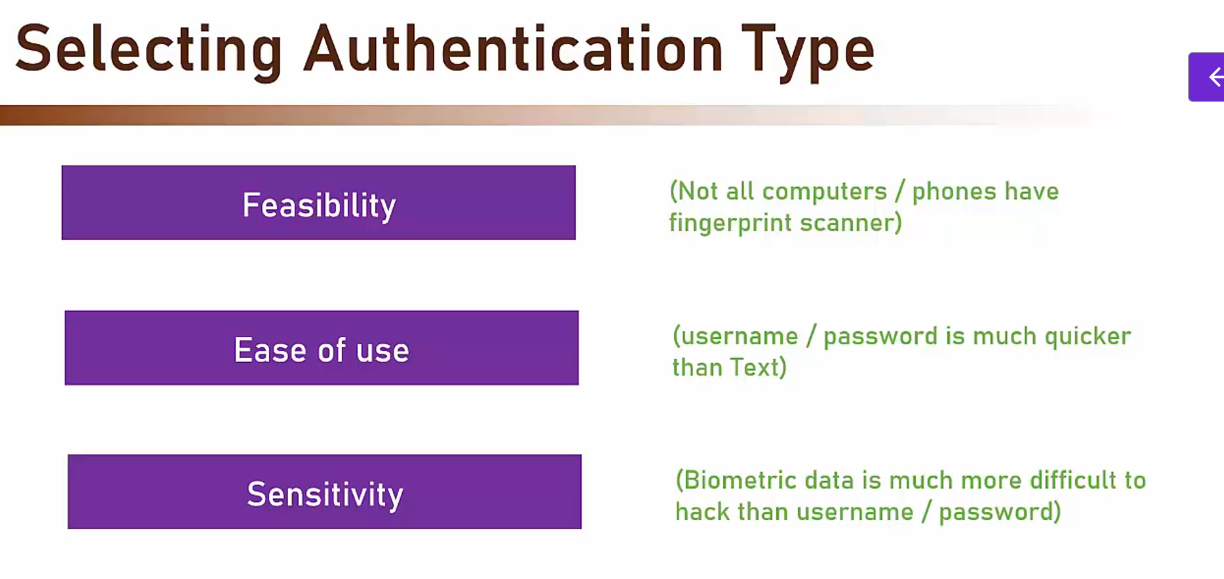 Selecting Authentication Type
Feasibility
(Not all computers / phones have
fingerprint scanner)
Ease of use
(username / password is much quicker
than Text)
Sensitivity
(Biometric data is much more difficult to
hack than username / password)